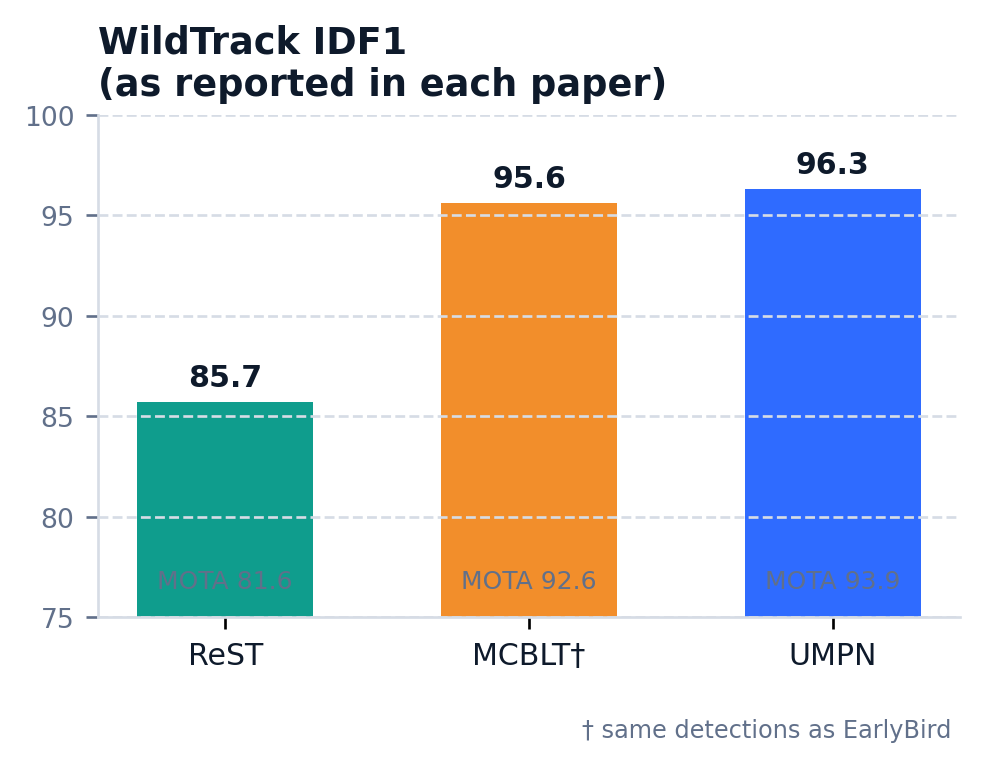 WildTrack IDF1
(as reported in each paper)
100
95
90
85
80
75
85.7
95.6
96.3
MOTA 81.6
MOTA 92.6
MOTA 93.9
ReST
MCBLT†
UMPN
† same detections as EarlyBird